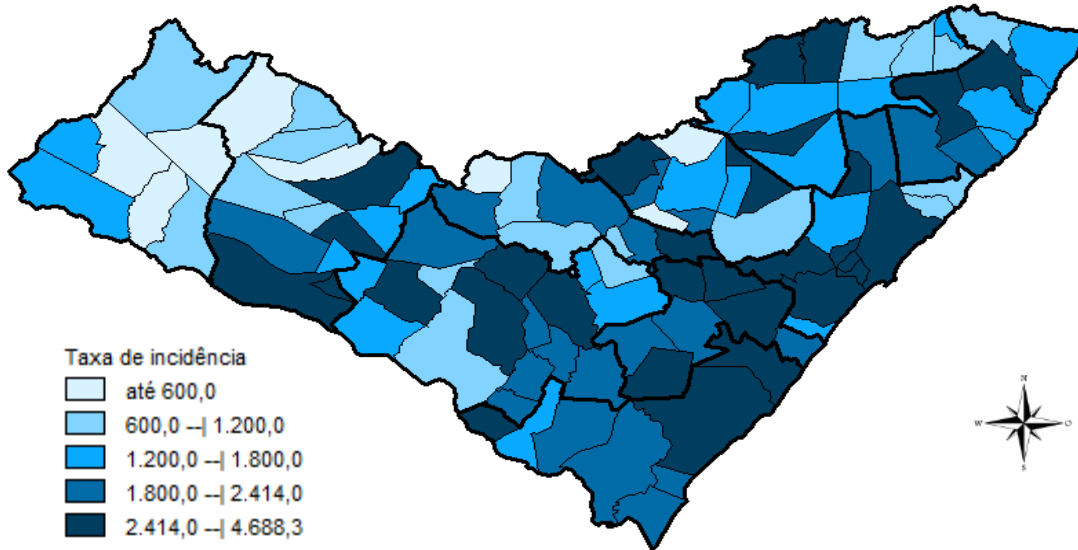 Taxa de incidência
até 600,0
600,0 --| 1.200,0
1.200,0 --| 1.800,0
1.800,0 --| 2.414,0
2.414,0 --| 4.688,3
N
W
O
S